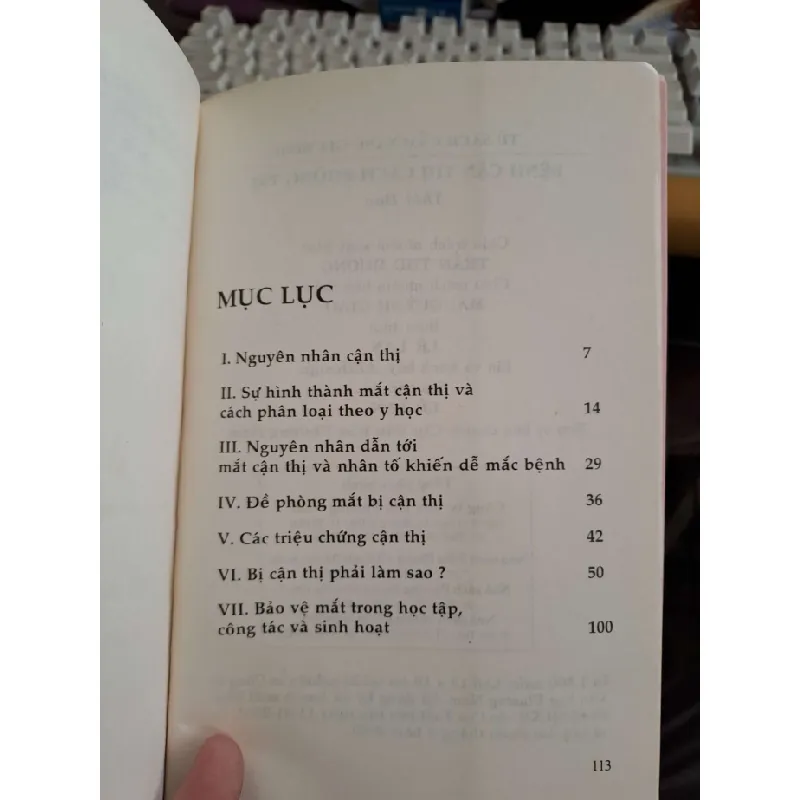 MỤC LỤC
I. Nguyên nhân cận thị 7
II. Sự hình thành mắt cận thị và
cách phân loại theo y học 14
III. Nguyên nhân dẫn tới
mắt cận thị và nhân tố khiến dễ mắc bệnh 29
IV. Đề phòng mắt bị cận thị 36
V. Các triệu chứng cận thị 42
VI. Bị cận thị phải làm sao ? 50
VII. Bảo vệ mắt trong học tập,
công tác và sinh hoạt 100
113